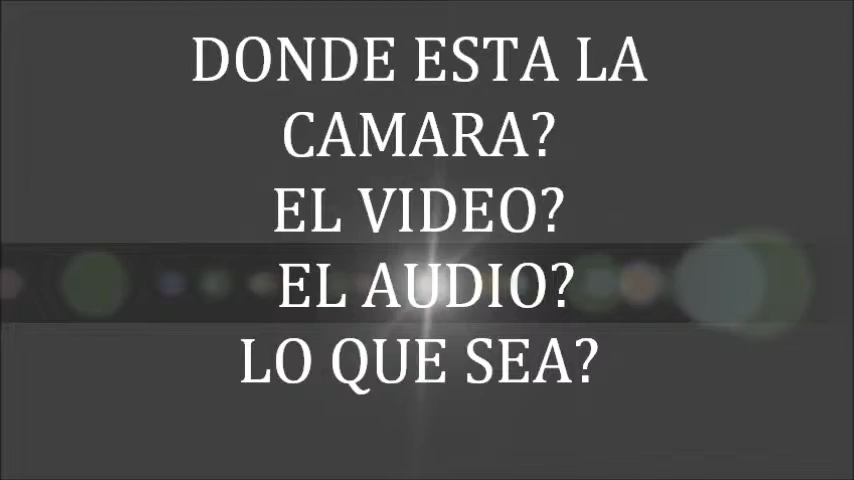 DONDE ESTA LA
CAMARA?
EL VIDEO?
EL AUDIO?
LO QUE SEA?